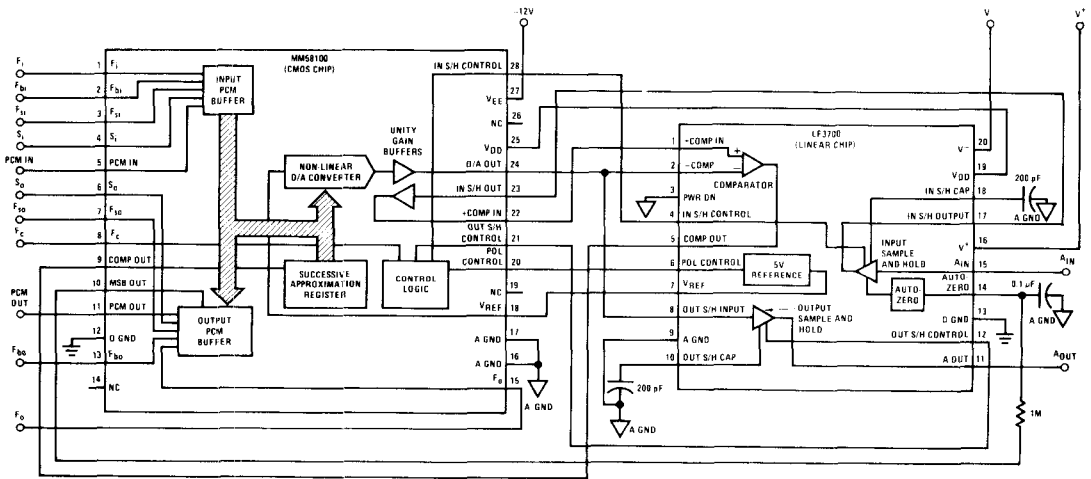 -12V
V
V+
MM58100
(CMOS CHIP)
Fi
1
Fi
Fbi
2
Fbi
Fsi
3
Fsi
Si
4
Si
PCM IN
5
PCM IN
So
6
So
Fso
7
Fso
Fc
8
Fc
9
COMP OUT
10
MSB OUT
PCM
OUT
11
PCM OUT
12
D GND
Fbo
13
Fbo
14
NC
Fo
INPUT
PCM
BUFFER
NON-LINEAR
D/A CONVERTER
UNITY
GAIN
BUFFERS
SUCCESSIVE
APPROXIMATION
REGISTER
CONTROL
LOGIC
OUTPUT
PCM
BUFFER
IN S/H CONTROL
28
27
VEE
26
NC
25
VDD
D/A OUT
24
IN S/H OUT
23
+COMP IN
22
OUT S/H
CONTROL
21
POL
CONTROL
20
19
NC
VREF
18
17
A GND
16
A GND
Fo
15
A GND
LF3700
(LINEAR CHIP)
1
+COMP IN
2
-COMP
+
−
COMPARATOR
3
PWR DN
4
IN S/H CONTROL
5
COMP OUT
6
POL CONTROL
5V
REFERENCE
7
VREF
8
OUT S/H INPUT
OUTPUT
SAMPLE AND
HOLD
9
A GND
10
OUT S/H CAP
200 pF
A GND
20
V−
19
VDD
IN S/H CAP
18
200 pF
A GND
IN S/H OUTPUT
17
16
V+
INPUT
SAMPLE
AND HOLD
AIN
15
AIN
AUTO-
ZERO
AUTO
ZERO
14
0.1 µF
A GND
13
D GND
OUT S/H CONTROL
12
A OUT
11
AOUT
1M